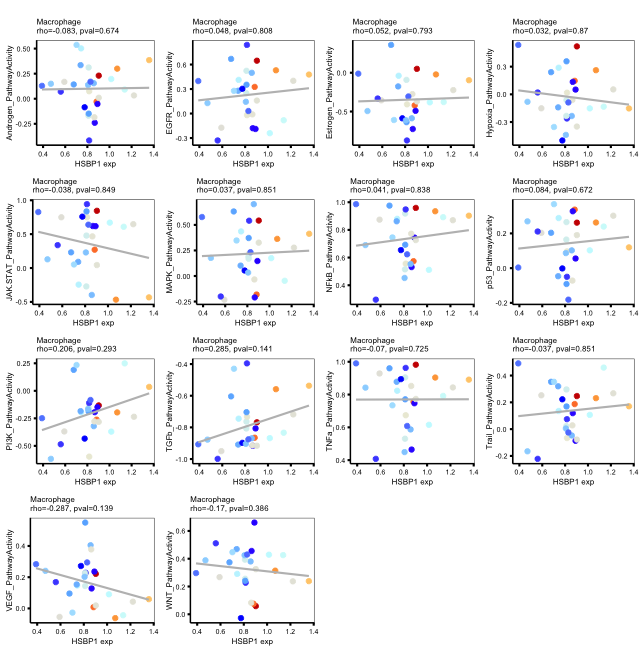 Macrophage
rho=-0.083, pval=0.674
Androgen_PathwayActivity
0.50
0.25
0.00
-0.25
0.4 0.6 0.8 1.0 1.2 1.4
HSBP1 exp
Macrophage
rho=0.048, pval=0.808
EGFR_PathwayActivity
0.6
0.3
0.0
-0.3
0.4 0.6 0.8 1.0 1.2 1.4
HSBP1 exp
Macrophage
rho=0.052, pval=0.793
Estrogen_PathwayActivity
0.0
-0.5
0.4 0.6 0.8 1.0 1.2 1.4
HSBP1 exp
Macrophage
rho=0.032, pval=0.87
Hypoxia_PathwayActivity
0.3
0.0
-0.3
0.4 0.6 0.8 1.0 1.2 1.4
HSBP1 exp
Macrophage
rho=-0.038, pval=0.849
JAK-STAT_PathwayActivity
1.0
0.5
0.0
-0.5
0.4 0.6 0.8 1.0 1.2 1.4
HSBP1 exp
Macrophage
rho=0.037, pval=0.851
MAPK_PathwayActivity
0.50
0.25
0.00
-0.25
0.4 0.6 0.8 1.0 1.2 1.4
HSBP1 exp
Macrophage
rho=0.041, pval=0.838
NFkB_PathwayActivity
1.0
0.8
0.6
0.4
0.4 0.6 0.8 1.0 1.2 1.4
HSBP1 exp
Macrophage
rho=0.084, pval=0.672
p53_PathwayActivity
0.2
0.0
-0.2
0.4 0.6 0.8 1.0 1.2 1.4
HSBP1 exp
Macrophage
rho=0.206, pval=0.293
PI3K_PathwayActivity
0.25
0.00
-0.25
-0.50
0.4 0.6 0.8 1.0 1.2 1.4
HSBP1 exp
Macrophage
rho=0.285, pval=0.141
TGFb_PathwayActivity
-0.4
-0.6
-0.8
-1.0
0.4 0.6 0.8 1.0 1.2 1.4
HSBP1 exp
Macrophage
rho=-0.07, pval=0.725
TNFa_PathwayActivity
1.0
0.8
0.6
0.4
0.4 0.6 0.8 1.0 1.2 1.4
HSBP1 exp
Macrophage
rho=-0.037, pval=0.851
Trail_PathwayActivity
0.4
0.2
0.0
-0.2
0.4 0.6 0.8 1.0 1.2 1.4
HSBP1 exp
Macrophage
rho=-0.287, pval=0.139
VEGF_PathwayActivity
0.4
0.2
0.0
0.4 0.6 0.8 1.0 1.2 1.4
HSBP1 exp
Macrophage
rho=-0.17, pval=0.386
WNT_PathwayActivity
0.6
0.4
0.2
0.0
0.4 0.6 0.8 1.0 1.2 1.4
HSBP1 exp